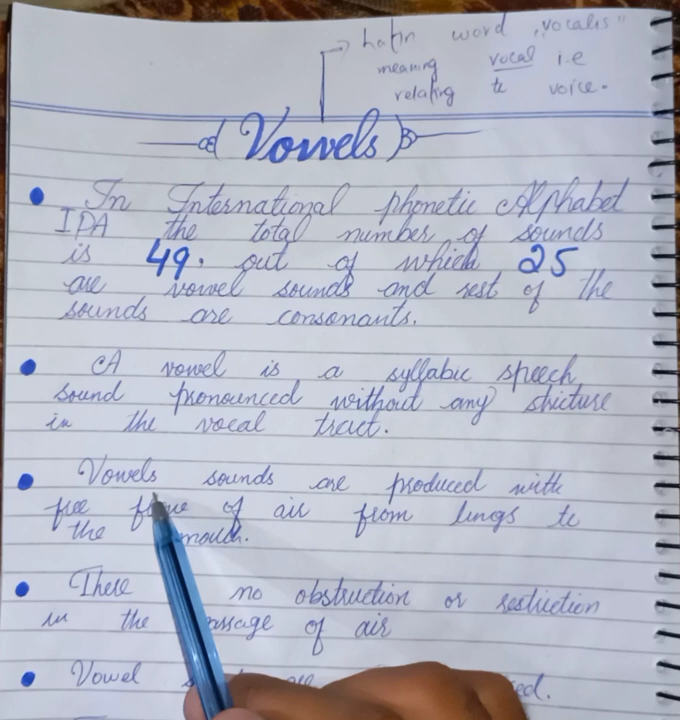 Latin word "vocalis"
meaning vocal i.e
relating to voice.
Vowels
In International phonetic Alphabet
IPA the total number of sounds
is 49. out of which 25
are vowel sounds and rest of the
sounds are consonants.
A vowel is a syllabic speech
sound pronounced without any stricture
in the vocal tract.
Vowels sounds are produced with
free of air from lungs to
the mouth.
There no obstruction or restriction
in the of air
Vowel